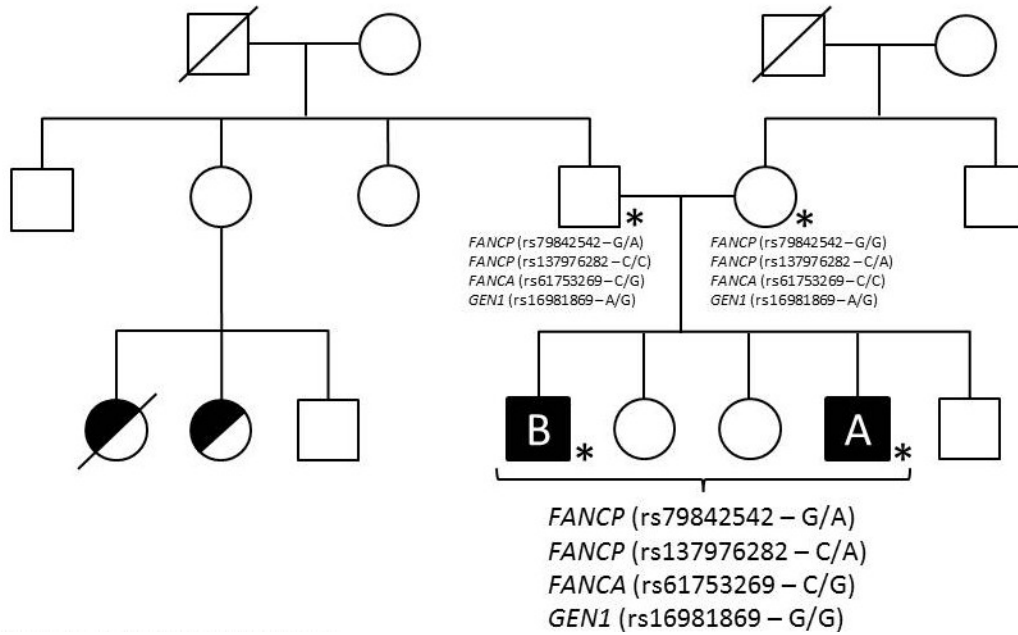 *
*
FANCP (rs79842542–G/A)
FANCP (rs137976282–C/C)
FANCA (rs61753269–C/G)
GEN1 (rs16981869–A/G)
FANCP (rs79842542–G/G)
FANCP (rs137976282–C/A)
FANCA (rs61753269–C/C)
GEN1 (rs16981869–A/G)
B
*
A
*
FANCP (rs79842542 – G/A)
FANCP (rs137976282 – C/A)
FANCA (rs61753269 – C/G)
GEN1 (rs16981869 – G/G)